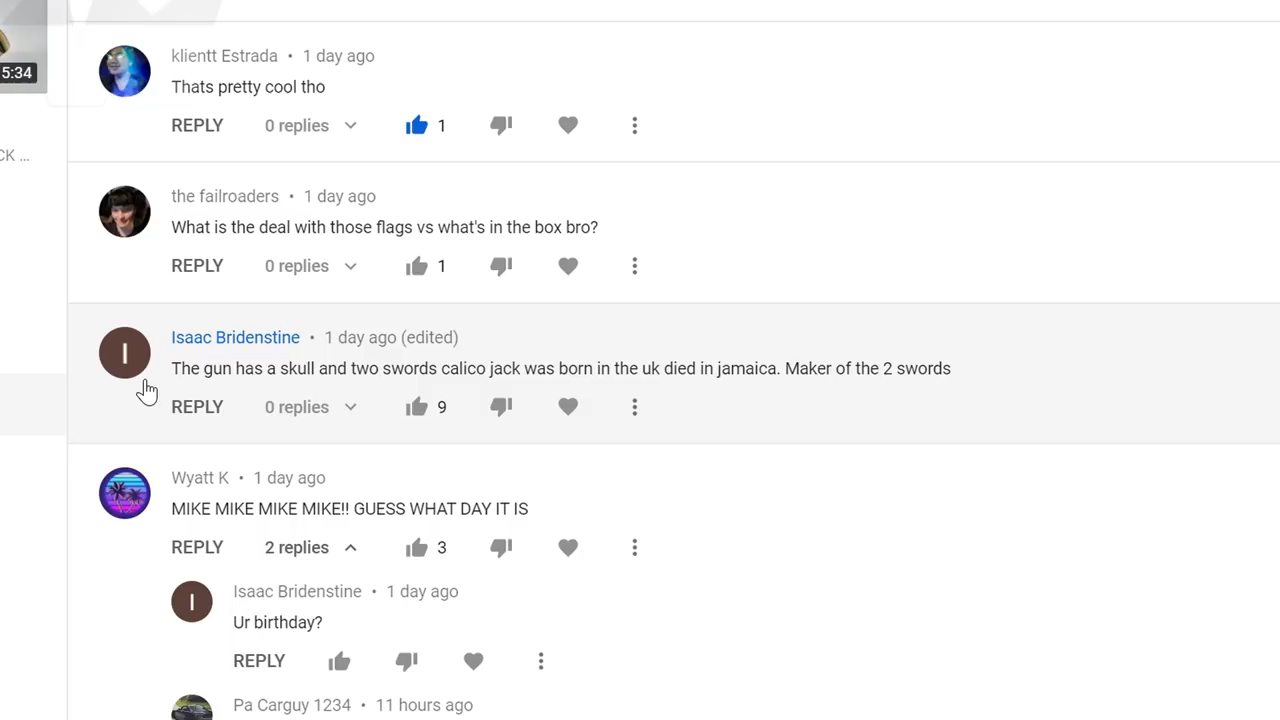 5:34
CK ...
klientt Estrada • 1 day ago
Thats pretty cool tho
REPLY 0 replies 1
the failroaders • 1 day ago
What is the deal with those flags vs what's in the box bro?
REPLY 0 replies 1
I
Isaac Bridenstine • 1 day ago (edited)
The gun has a skull and two swords calico jack was born in the uk died in jamaica. Maker of the 2 swords
REPLY 0 replies 9
Wyatt K • 1 day ago
MIKE MIKE MIKE MIKE!! GUESS WHAT DAY IT IS
REPLY 2 replies 3
I
Isaac Bridenstine • 1 day ago
Ur birthday?
REPLY
Pa Carguy 1234 • 11 hours ago